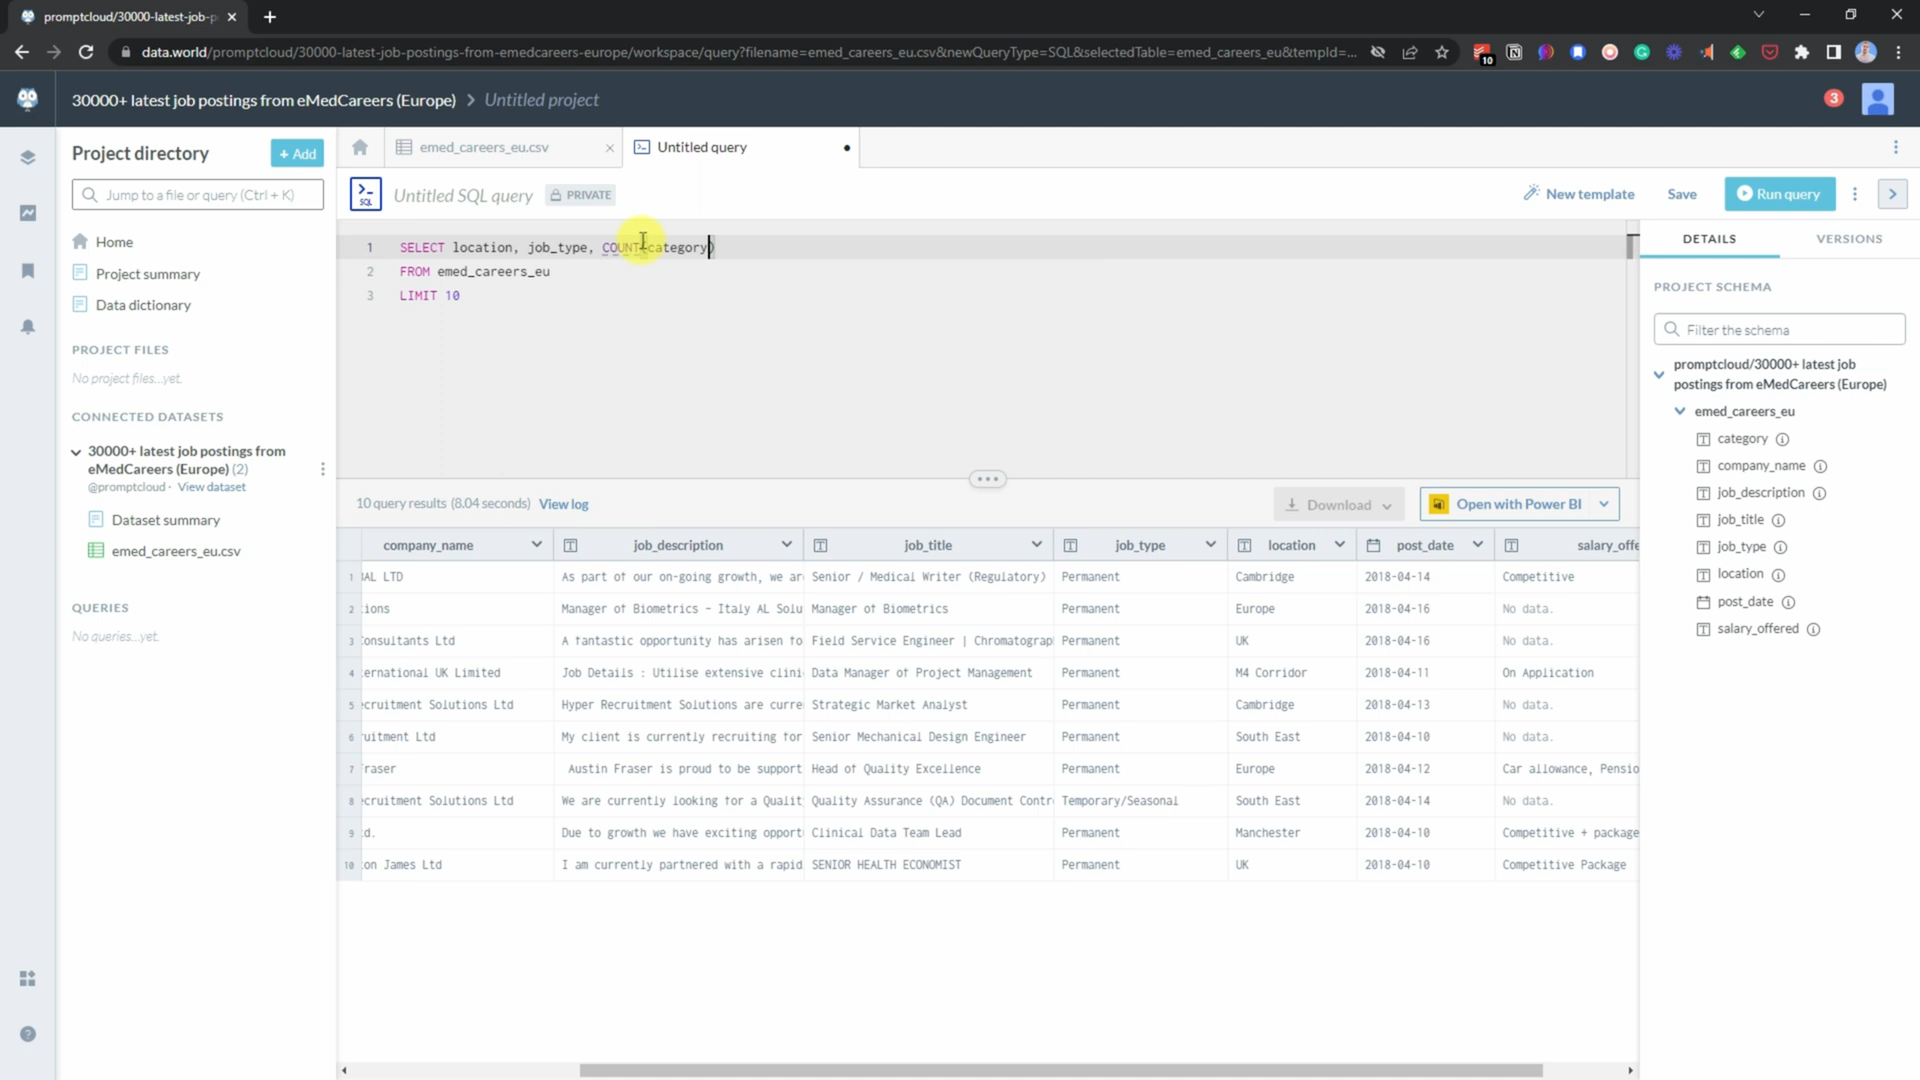 promptcloud/30000-latest-job-p
data.world/promptcloud/30000-latest-job-postings-from-emedcareers-europe/workspace/query?filename=emed_careers_eu.csv&newQueryType=SQL&selectedTable=emed_careers_eu&tempId=...
10
30000+ latest job postings from eMedCareers (Europe) > Untitled project
3
Project directory
+ Add
Jump to a file or query (Ctrl + K)
Home
Project summary
Data dictionary
PROJECT FILES
No project files...yet.
CONNECTED DATASETS
30000+ latest job postings from
eMedCareers (Europe) (2)
@promptcloud · View dataset
Dataset summary
emed_careers_eu.csv
QUERIES
No queries...yet.
emed_careers_eu.csv
Untitled query
SQL
Untitled SQL query
PRIVATE
New template
Save
Run query
1 SELECT location, job_type, COUNT(category)
2 FROM emed_careers_eu
3 LIMIT 10
10 query results (8.04 seconds) View log
Download
Open with Power BI
company_name job_description job_title job_type location post_date salary_offe
1 AL LTD As part of our on-going growth, we ar Senior / Medical Writer (Regulatory) Permanent Cambridge 2018-04-14 Competitive
2 ions Manager of Biometrics - Italy AL Solu Manager of Biometrics Permanent Europe 2018-04-16 No data.
3 onsultants Ltd A fantastic opportunity has arisen fo Field Service Engineer | Chromatograp Permanent UK 2018-04-16 No data.
4 ernational UK Limited Job Details : Utilise extensive clini Data Manager of Project Management Permanent M4 Corridor 2018-04-11 On Application
5 ecruitment Solutions Ltd Hyper Recruitment Solutions are curre Strategic Market Analyst Permanent Cambridge 2018-04-13 No data.
6 ruitment Ltd My client is currently recruiting for Senior Mechanical Design Engineer Permanent South East 2018-04-10 No data.
7 raser Austin Fraser is proud to be support Head of Quality Excellence Permanent Europe 2018-04-12 Car allowance, Pensio
8 ecruitment Solutions Ltd We are currently looking for a Qualit Quality Assurance (QA) Document Contr Temporary/Seasonal South East 2018-04-14 No data.
9 d. Due to growth we have exciting opport Clinical Data Team Lead Permanent Manchester 2018-04-10 Competitive + package
10 on James Ltd I am currently partnered with a rapid SENIOR HEALTH ECONOMIST Permanent UK 2018-04-10 Competitive Package
DETAILS
VERSIONS
PROJECT SCHEMA
Filter the schema
promptcloud/30000+ latest job
postings from eMedCareers (Europe)
emed_careers_eu
category
company_name
job_description
job_title
job_type
location
post_date
salary_offered